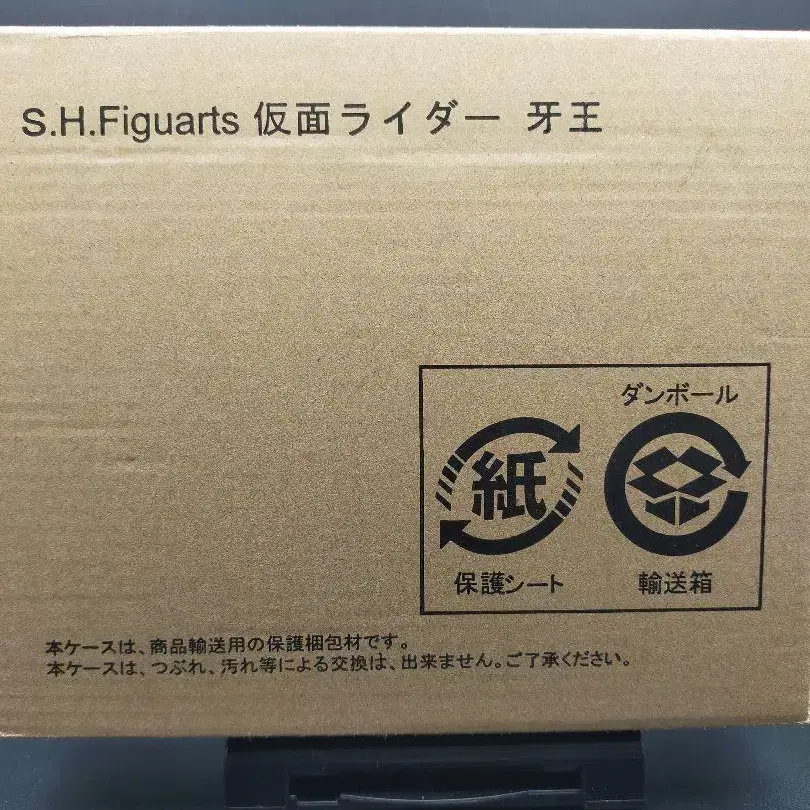 S.H.Figuarts 仮面ライダー 牙王
ダンボール
紙
保護シート
輸送箱
本ケースは、商品輸送用の保護梱包材です。
本ケースは、つぶれ、汚れ等による交換は、出来ません。ご了承ください。